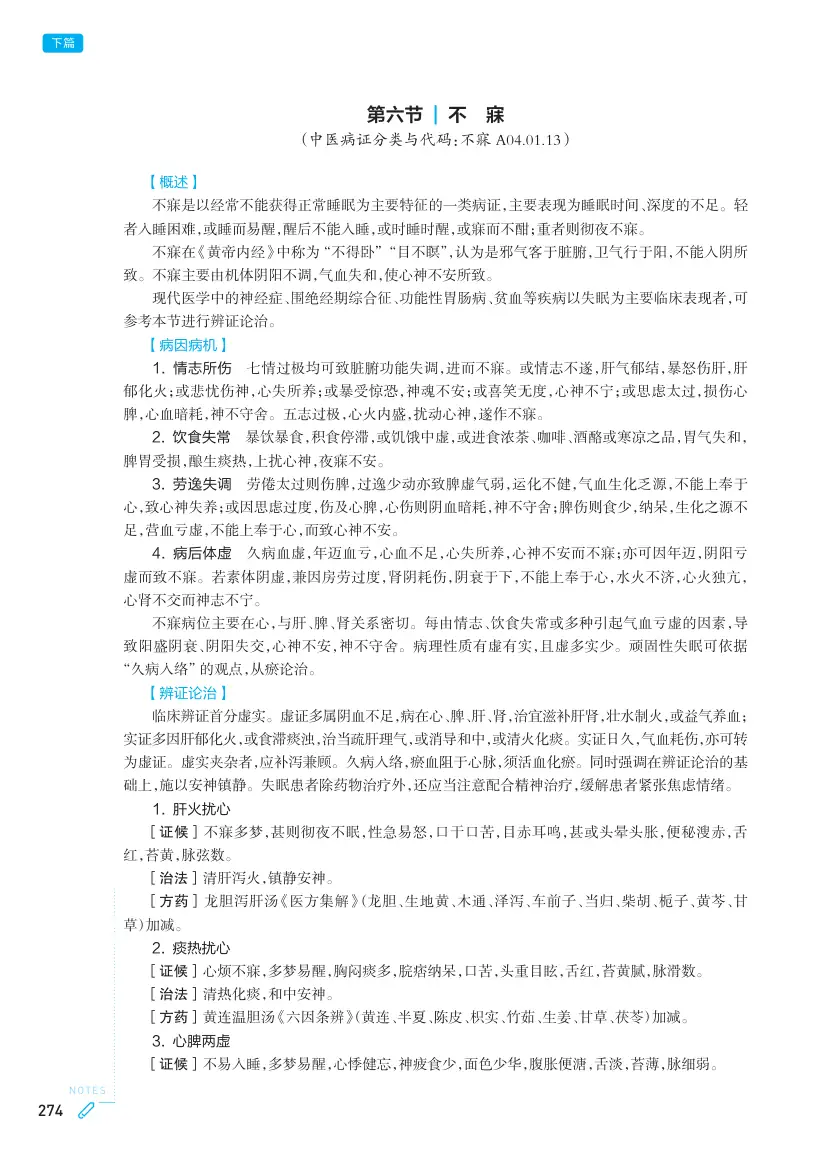 下篇
第六节 | 不　寐
（中医病证分类与代码：不寐 A04.01.13）
【概述】
不寐是以经常不能获得正常睡眠为主要特征的一类病证，主要表现为睡眠时间、深度的不足。轻
者入睡困难，或睡而易醒，醒后不能入睡，或时睡时醒，或寐而不酣；重者则彻夜不寐。
不寐在《黄帝内经》中称为“不得卧”“目不瞑”，认为是邪气客于脏腑，卫气行于阳，不能入阴所
致。不寐主要由机体阴阳不调，气血失和，使心神不安所致。
现代医学中的神经症、围绝经期综合征、功能性胃肠病、贫血等疾病以失眠为主要临床表现者，可
参考本节进行辨证论治。
【病因病机】
1. 情志所伤　七情过极均可致脏腑功能失调，进而不寐。或情志不遂，肝气郁结，暴怒伤肝，肝
郁化火；或悲忧伤神，心失所养；或暴受惊恐，神魂不安；或喜笑无度，心神不宁；或思虑太过，损伤心
脾，心血暗耗，神不守舍。五志过极，心火内盛，扰动心神，遂作不寐。
2. 饮食失常　暴饮暴食，积食停滞，或饥饿中虚，或进食浓茶、咖啡、酒酪或寒凉之品，胃气失和，
脾胃受损，酿生痰热，上扰心神，夜寐不安。
3. 劳逸失调　劳倦太过则伤脾，过逸少动亦致脾虚气弱，运化不健，气血生化乏源，不能上奉于
心，致心神失养；或因思虑过度，伤及心脾，心伤则阴血暗耗，神不守舍；脾伤则食少，纳呆，生化之源不
足，营血亏虚，不能上奉于心，而致心神不安。
4. 病后体虚　久病血虚，年迈血亏，心血不足，心失所养，心神不安而不寐；亦可因年迈，阴阳亏
虚而致不寐。若素体阴虚，兼因房劳过度，肾阴耗伤，阴衰于下，不能上奉于心，水火不济，心火独亢，
心肾不交而神志不宁。
不寐病位主要在心，与肝、脾、肾关系密切。每由情志、饮食失常或多种引起气血亏虚的因素，导
致阳盛阴衰、阴阳失交，心神不安，神不守舍。病理性质有虚有实，且虚多实少。顽固性失眠可依据
“久病入络”的观点，从瘀论治。
【辨证论治】
临床辨证首分虚实。虚证多属阴血不足，病在心、脾、肝、肾，治宜滋补肝肾，壮水制火，或益气养血；
实证多因肝郁化火，或食滞痰浊，治当疏肝理气，或消导和中，或清火化痰。实证日久，气血耗伤，亦可转
为虚证。虚实夹杂者，应补泻兼顾。久病入络，瘀血阻于心脉，须活血化瘀。同时强调在辨证论治的基
础上，施以安神镇静。失眠患者除药物治疗外，还应当注意配合精神治疗，缓解患者紧张焦虑情绪。
1. 肝火扰心
［证候］不寐多梦，甚则彻夜不眠，性急易怒，口干口苦，目赤耳鸣，甚或头晕头胀，便秘溲赤，舌
红，苔黄，脉弦数。
［治法］清肝泻火，镇静安神。
［方药］龙胆泻肝汤《医方集解》（龙胆、生地黄、木通、泽泻、车前子、当归、柴胡、栀子、黄芩、甘
草）加减。
2. 痰热扰心
［证候］心烦不寐，多梦易醒，胸闷痰多，脘痞纳呆，口苦，头重目眩，舌红，苔黄腻，脉滑数。
［治法］清热化痰，和中安神。
［方药］黄连温胆汤《六因条辨》（黄连、半夏、陈皮、枳实、竹茹、生姜、甘草、茯苓）加减。
3. 心脾两虚
［证候］不易入睡，多梦易醒，心悸健忘，神疲食少，面色少华，腹胀便溏，舌淡，苔薄，脉细弱。
NOTES
274